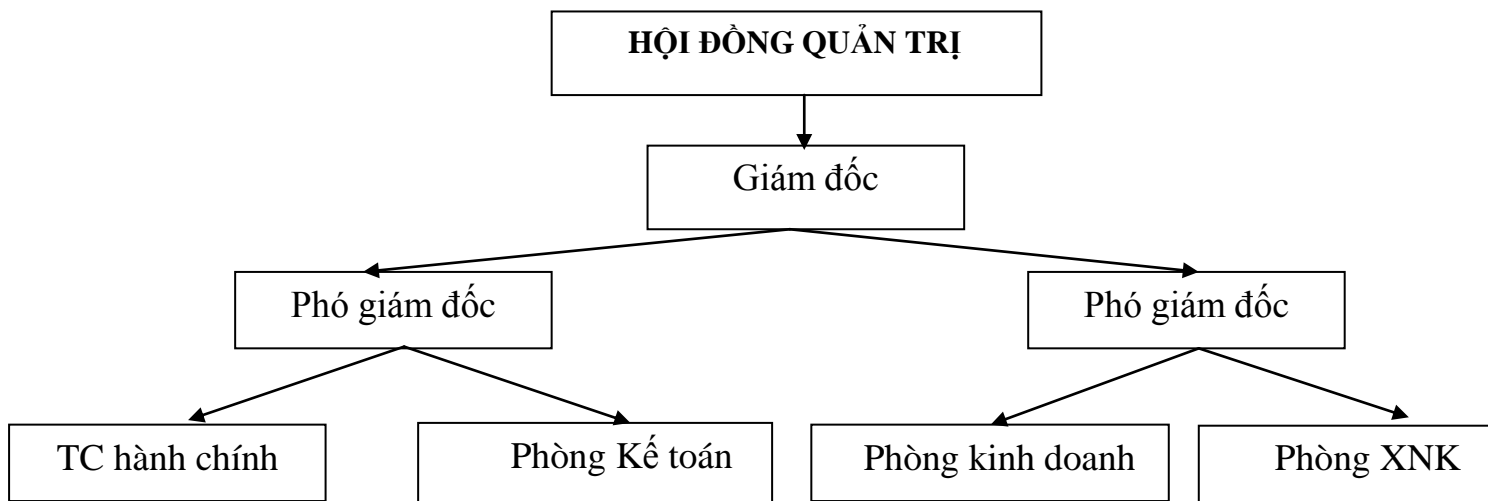 HỘI ĐỒNG QUẢN TRỊ
Giám đốc
Phó giám đốc
Phó giám đốc
TC hành chính
Phòng Kế toán
Phòng kinh doanh
Phòng XNK